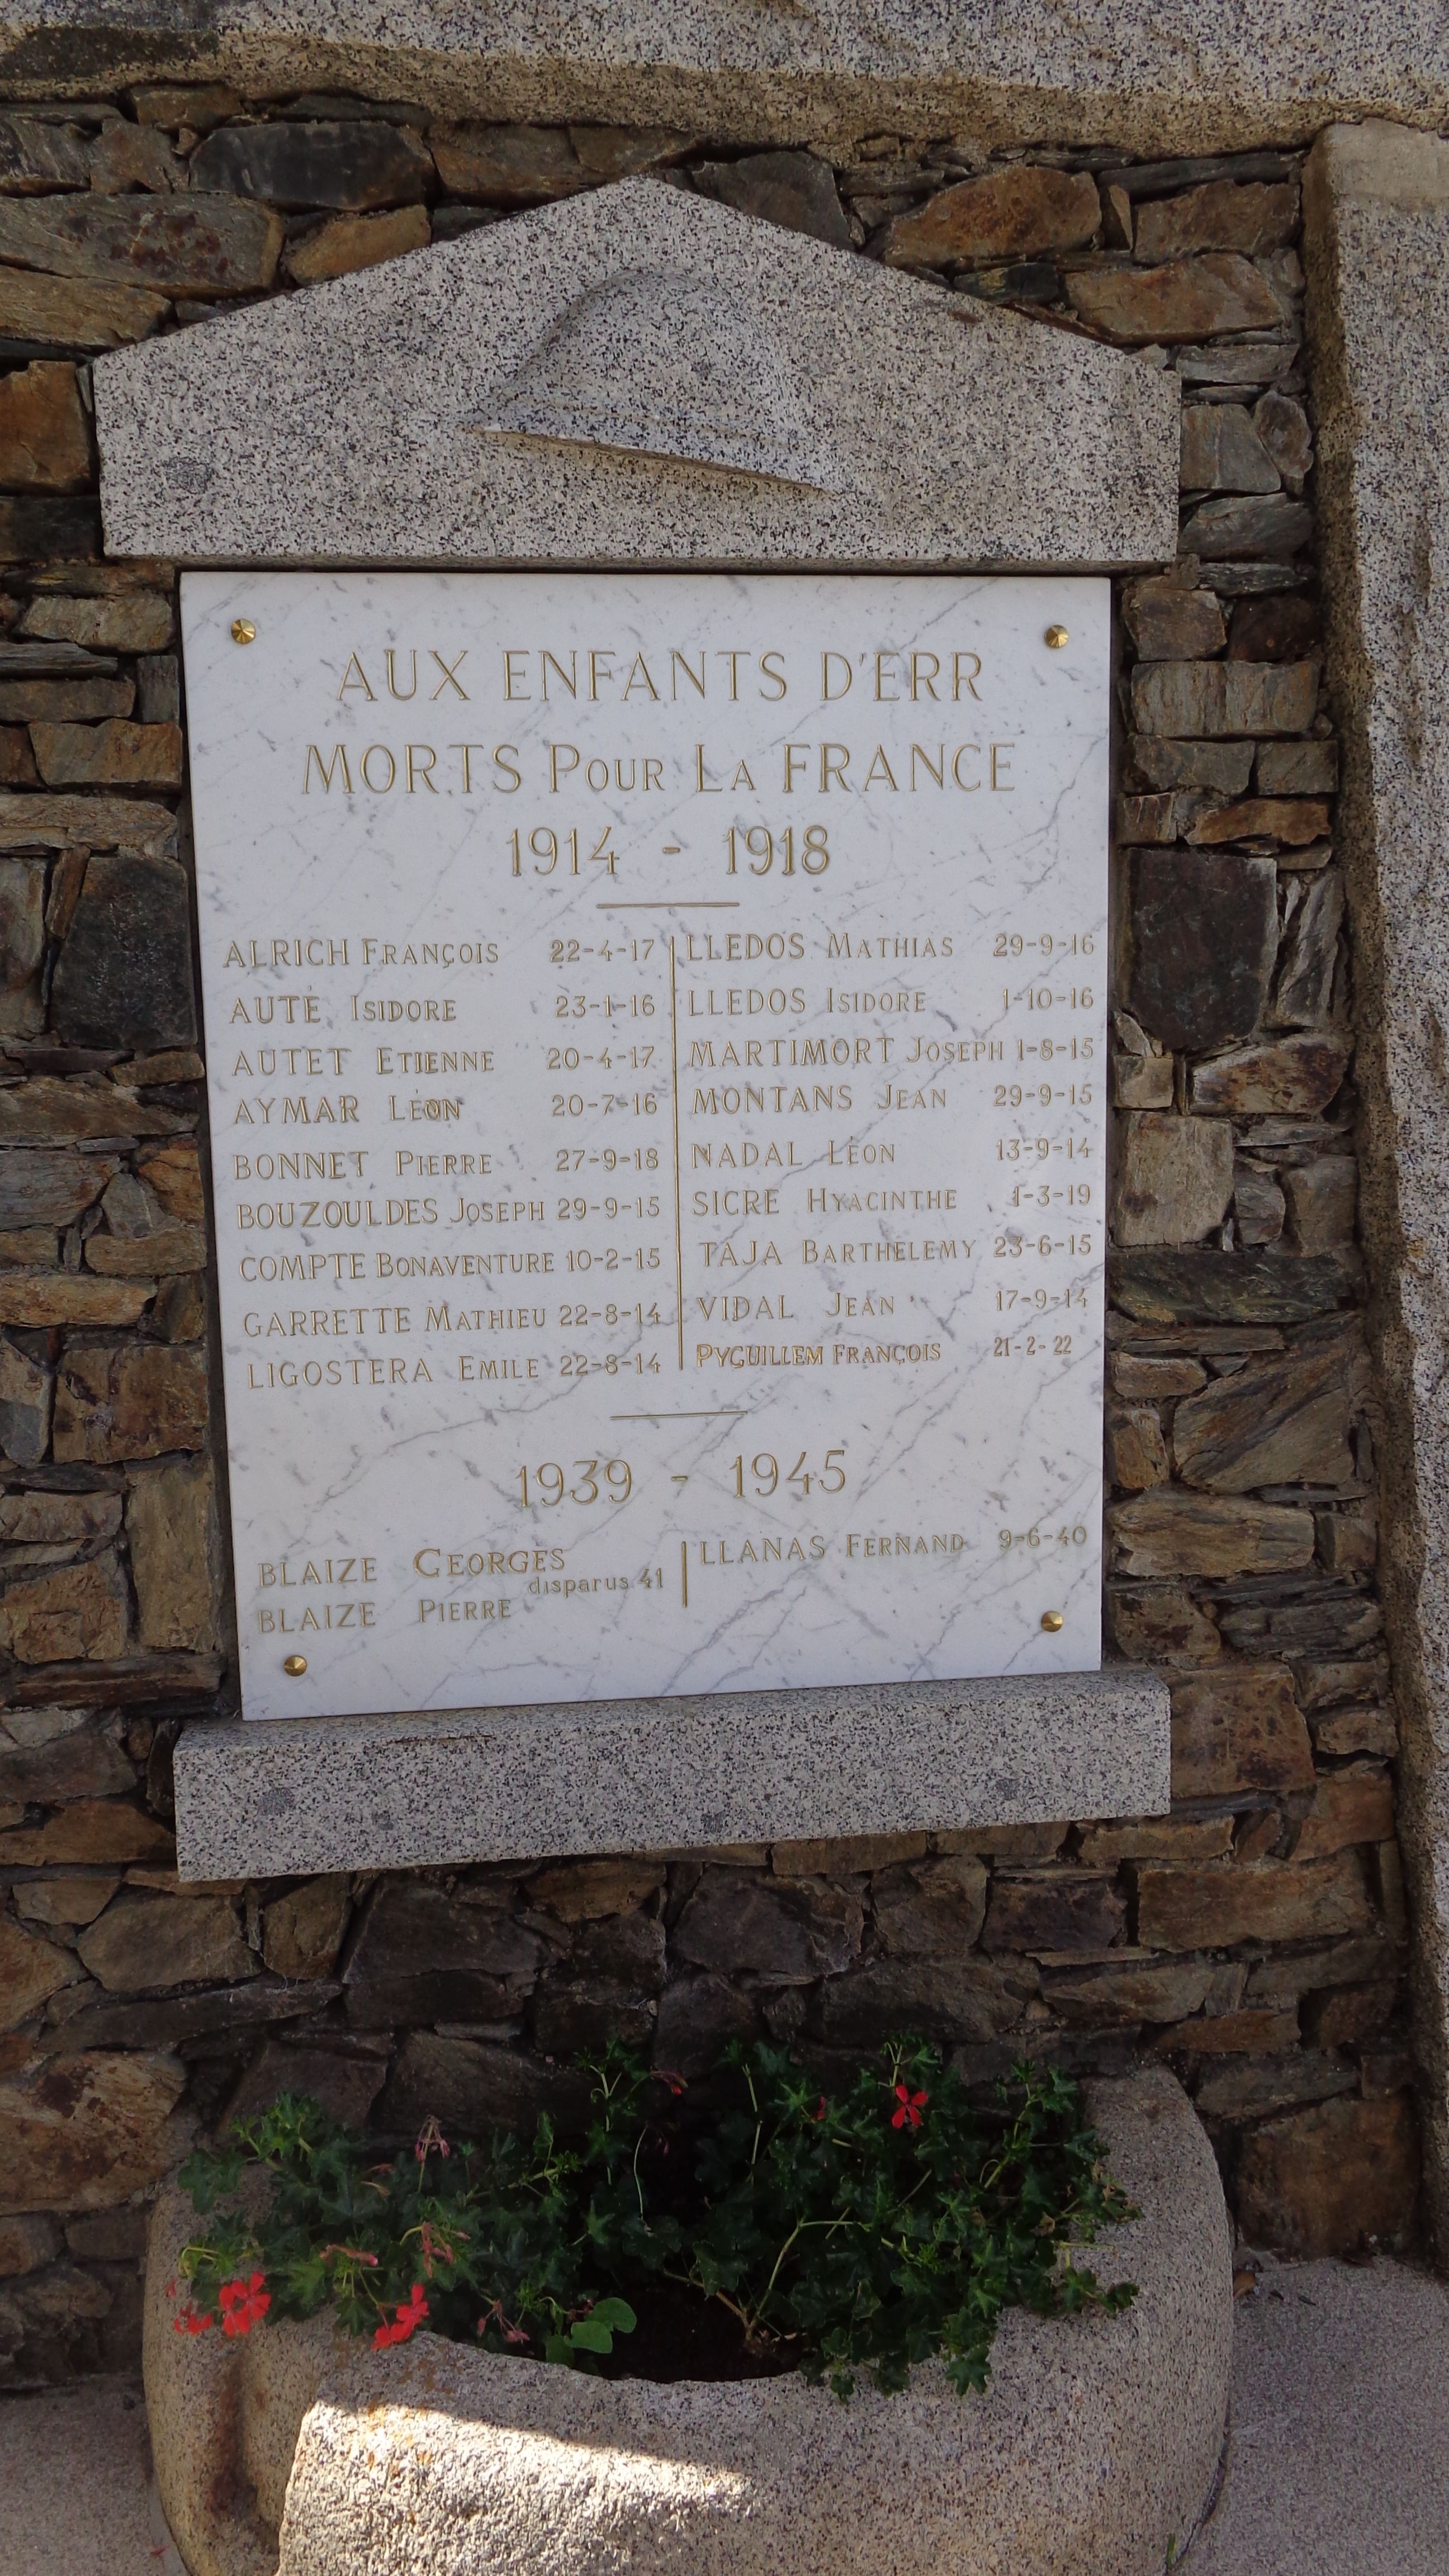 AUX ENFANTS D'ERR
MORTS POUR LA FRANCE
1914 - 1918
ALRICH FRANÇOIS 22-4-17
AUTÉ ISIDORE 23-1-16
AUTET ETIENNE 20-4-17
AYMAR LÉON 20-7-16
BONNET PIERRE 27-9-18
BOUZOULDES JOSEPH 29-9-15
COMPTE BONAVENTURE 10-2-15
GARRETTE MATHIEU 22-8-14
LIGOSTERA EMILE 22-8-14
LLEDOS MATHIAS 29-9-16
LLEDOS ISIDORE 1-10-16
MARTIMORT JOSEPH 1-8-15
MONTANS JEAN 29-9-15
NADAL LÉON 13-9-14
SICRE HYACINTHE 1-3-19
TAJA BARTHELEMY 23-6-15
VIDAL JEAN 17-9-14
PYGUILLEM FRANÇOIS 21-2-22
1939 - 1945
BLAIZE GEORGES
disparus 41
BLAIZE PIERRE
LLANAS FERNAND 9-6-40